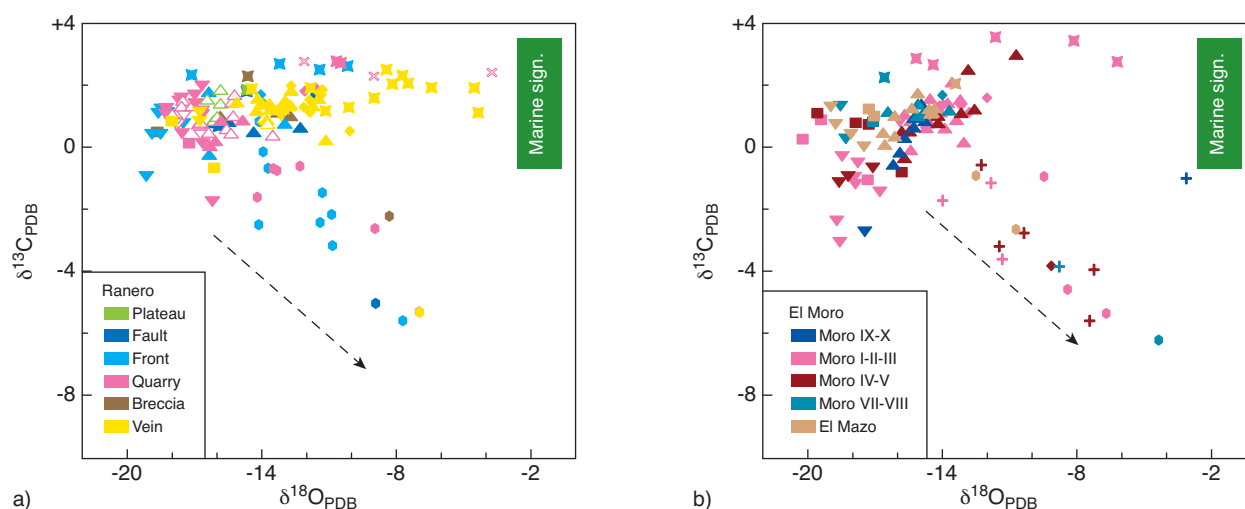 +4
0
-4
-8
δ13CPDB
Marine sign.
Ranero
Plateau
Fault
Front
Quarry
Breccia
Vein
-20
-14
-8
-2
δ18OPDB
a)
+4
0
-4
-8
δ13CPDB
Marine sign.
El Moro
Moro IX-X
Moro I-II-III
Moro IV-V
Moro VII-VIII
El Mazo
-20
-14
-8
-2
δ18OPDB
b)